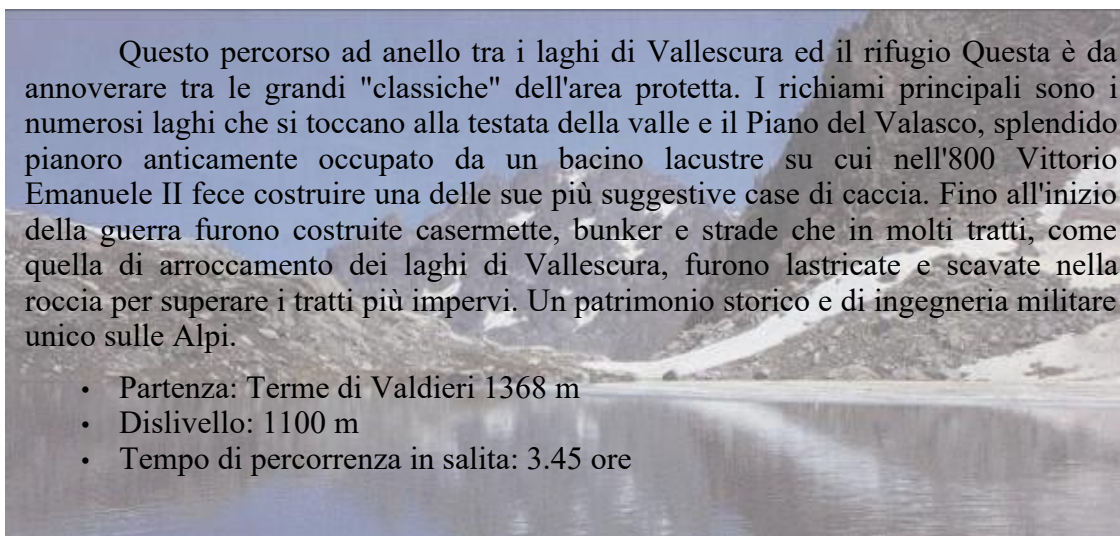 Questo percorso ad anello tra i laghi di Vallescura ed il rifugio Questa è da
annoverare tra le grandi "classiche" dell'area protetta. I richiami principali sono i
numerosi laghi che si toccano alla testata della valle e il Piano del Valasco, splendido
pianoro anticamente occupato da un bacino lacustre su cui nell'800 Vittorio
Emanuele II fece costruire una delle sue più suggestive case di caccia. Fino all'inizio
della guerra furono costruite casermette, bunker e strade che in molti tratti, come
quella di arroccamento dei laghi di Vallescura, furono lastricate e scavate nella
roccia per superare i tratti più impervi. Un patrimonio storico e di ingegneria militare
unico sulle Alpi.
• Partenza: Terme di Valdieri 1368 m
• Dislivello: 1100 m
• Tempo di percorrenza in salita: 3.45 ore